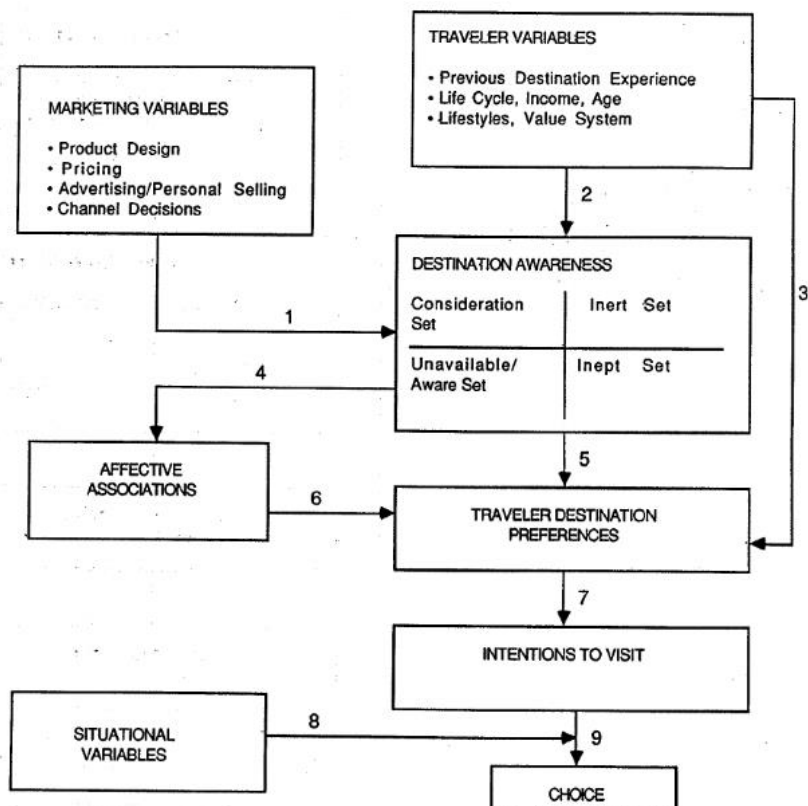 TRAVELER VARIABLES
• Previous Destination Experience
• Life Cycle, Income, Age
• Lifestyles, Value System
MARKETING VARIABLES
• Product Design
• Pricing
• Advertising/Personal Selling
• Channel Decisions
2
3
DESTINATION AWARENESS
Consideration
Set
Inert Set
Unavailable/
Aware Set
Inept Set
1
4
5
AFFECTIVE
ASSOCIATIONS
6
TRAVELER DESTINATION
PREFERENCES
7
INTENTIONS TO VISIT
SITUATIONAL
VARIABLES
8
9
CHOICE